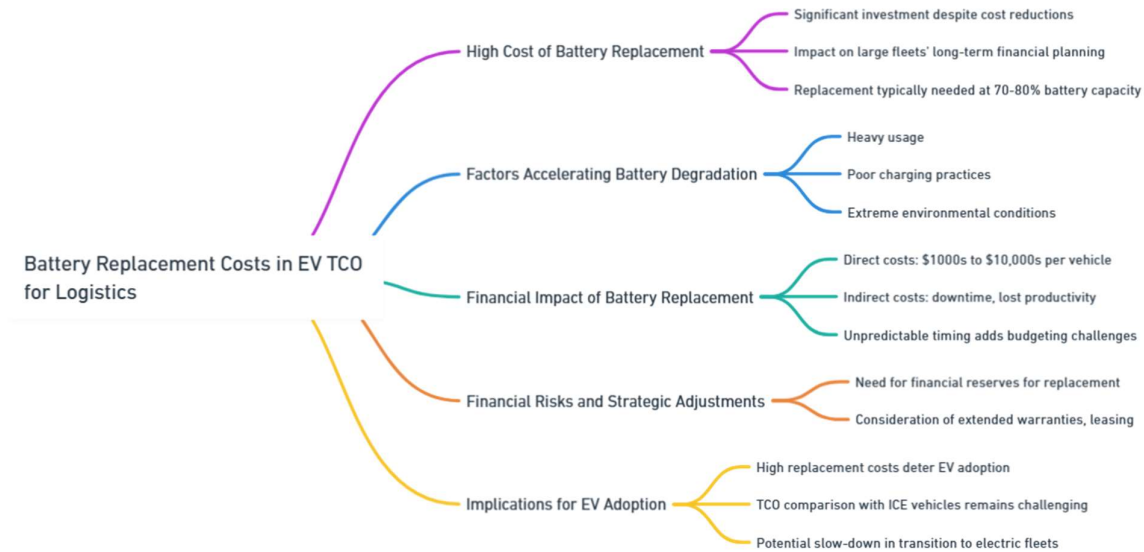 Battery Replacement Costs in EV TCO
for Logistics
High Cost of Battery Replacement
Significant investment despite cost reductions
Impact on large fleets' long-term financial planning
Replacement typically needed at 70-80% battery capacity
Factors Accelerating Battery Degradation
Heavy usage
Poor charging practices
Extreme environmental conditions
Financial Impact of Battery Replacement
Direct costs: $1000s to $10,000s per vehicle
Indirect costs: downtime, lost productivity
Unpredictable timing adds budgeting challenges
Financial Risks and Strategic Adjustments
Need for financial reserves for replacement
Consideration of extended warranties, leasing
Implications for EV Adoption
High replacement costs deter EV adoption
TCO comparison with ICE vehicles remains challenging
Potential slow-down in transition to electric fleets